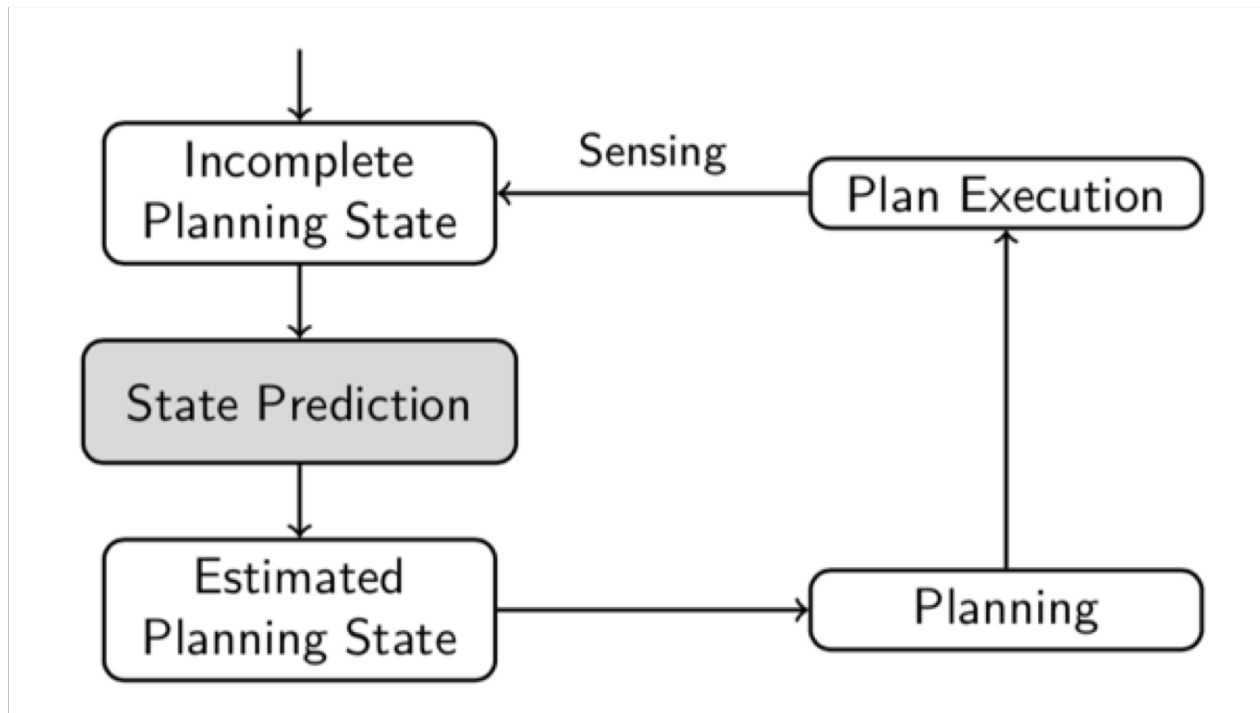 Incomplete
Planning State
Sensing
Plan Execution
State Prediction
Estimated
Planning State
Planning